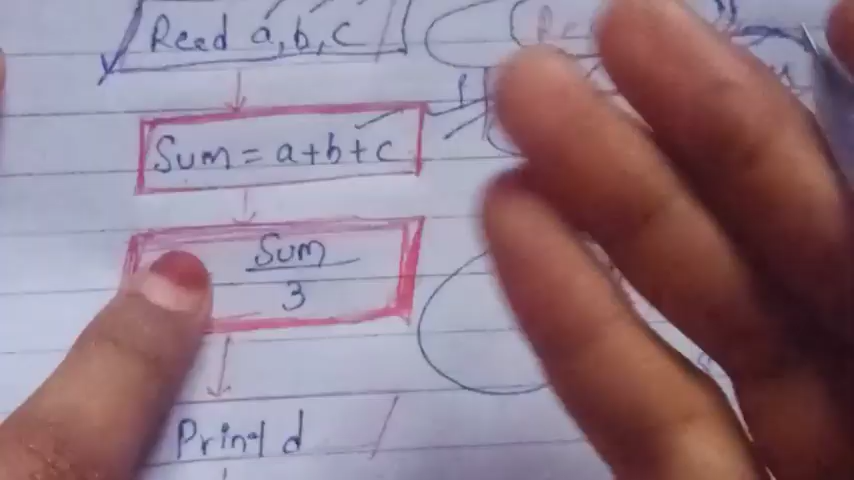 Read a, b, c
Sum = a+b+c
Sum
3
Print d